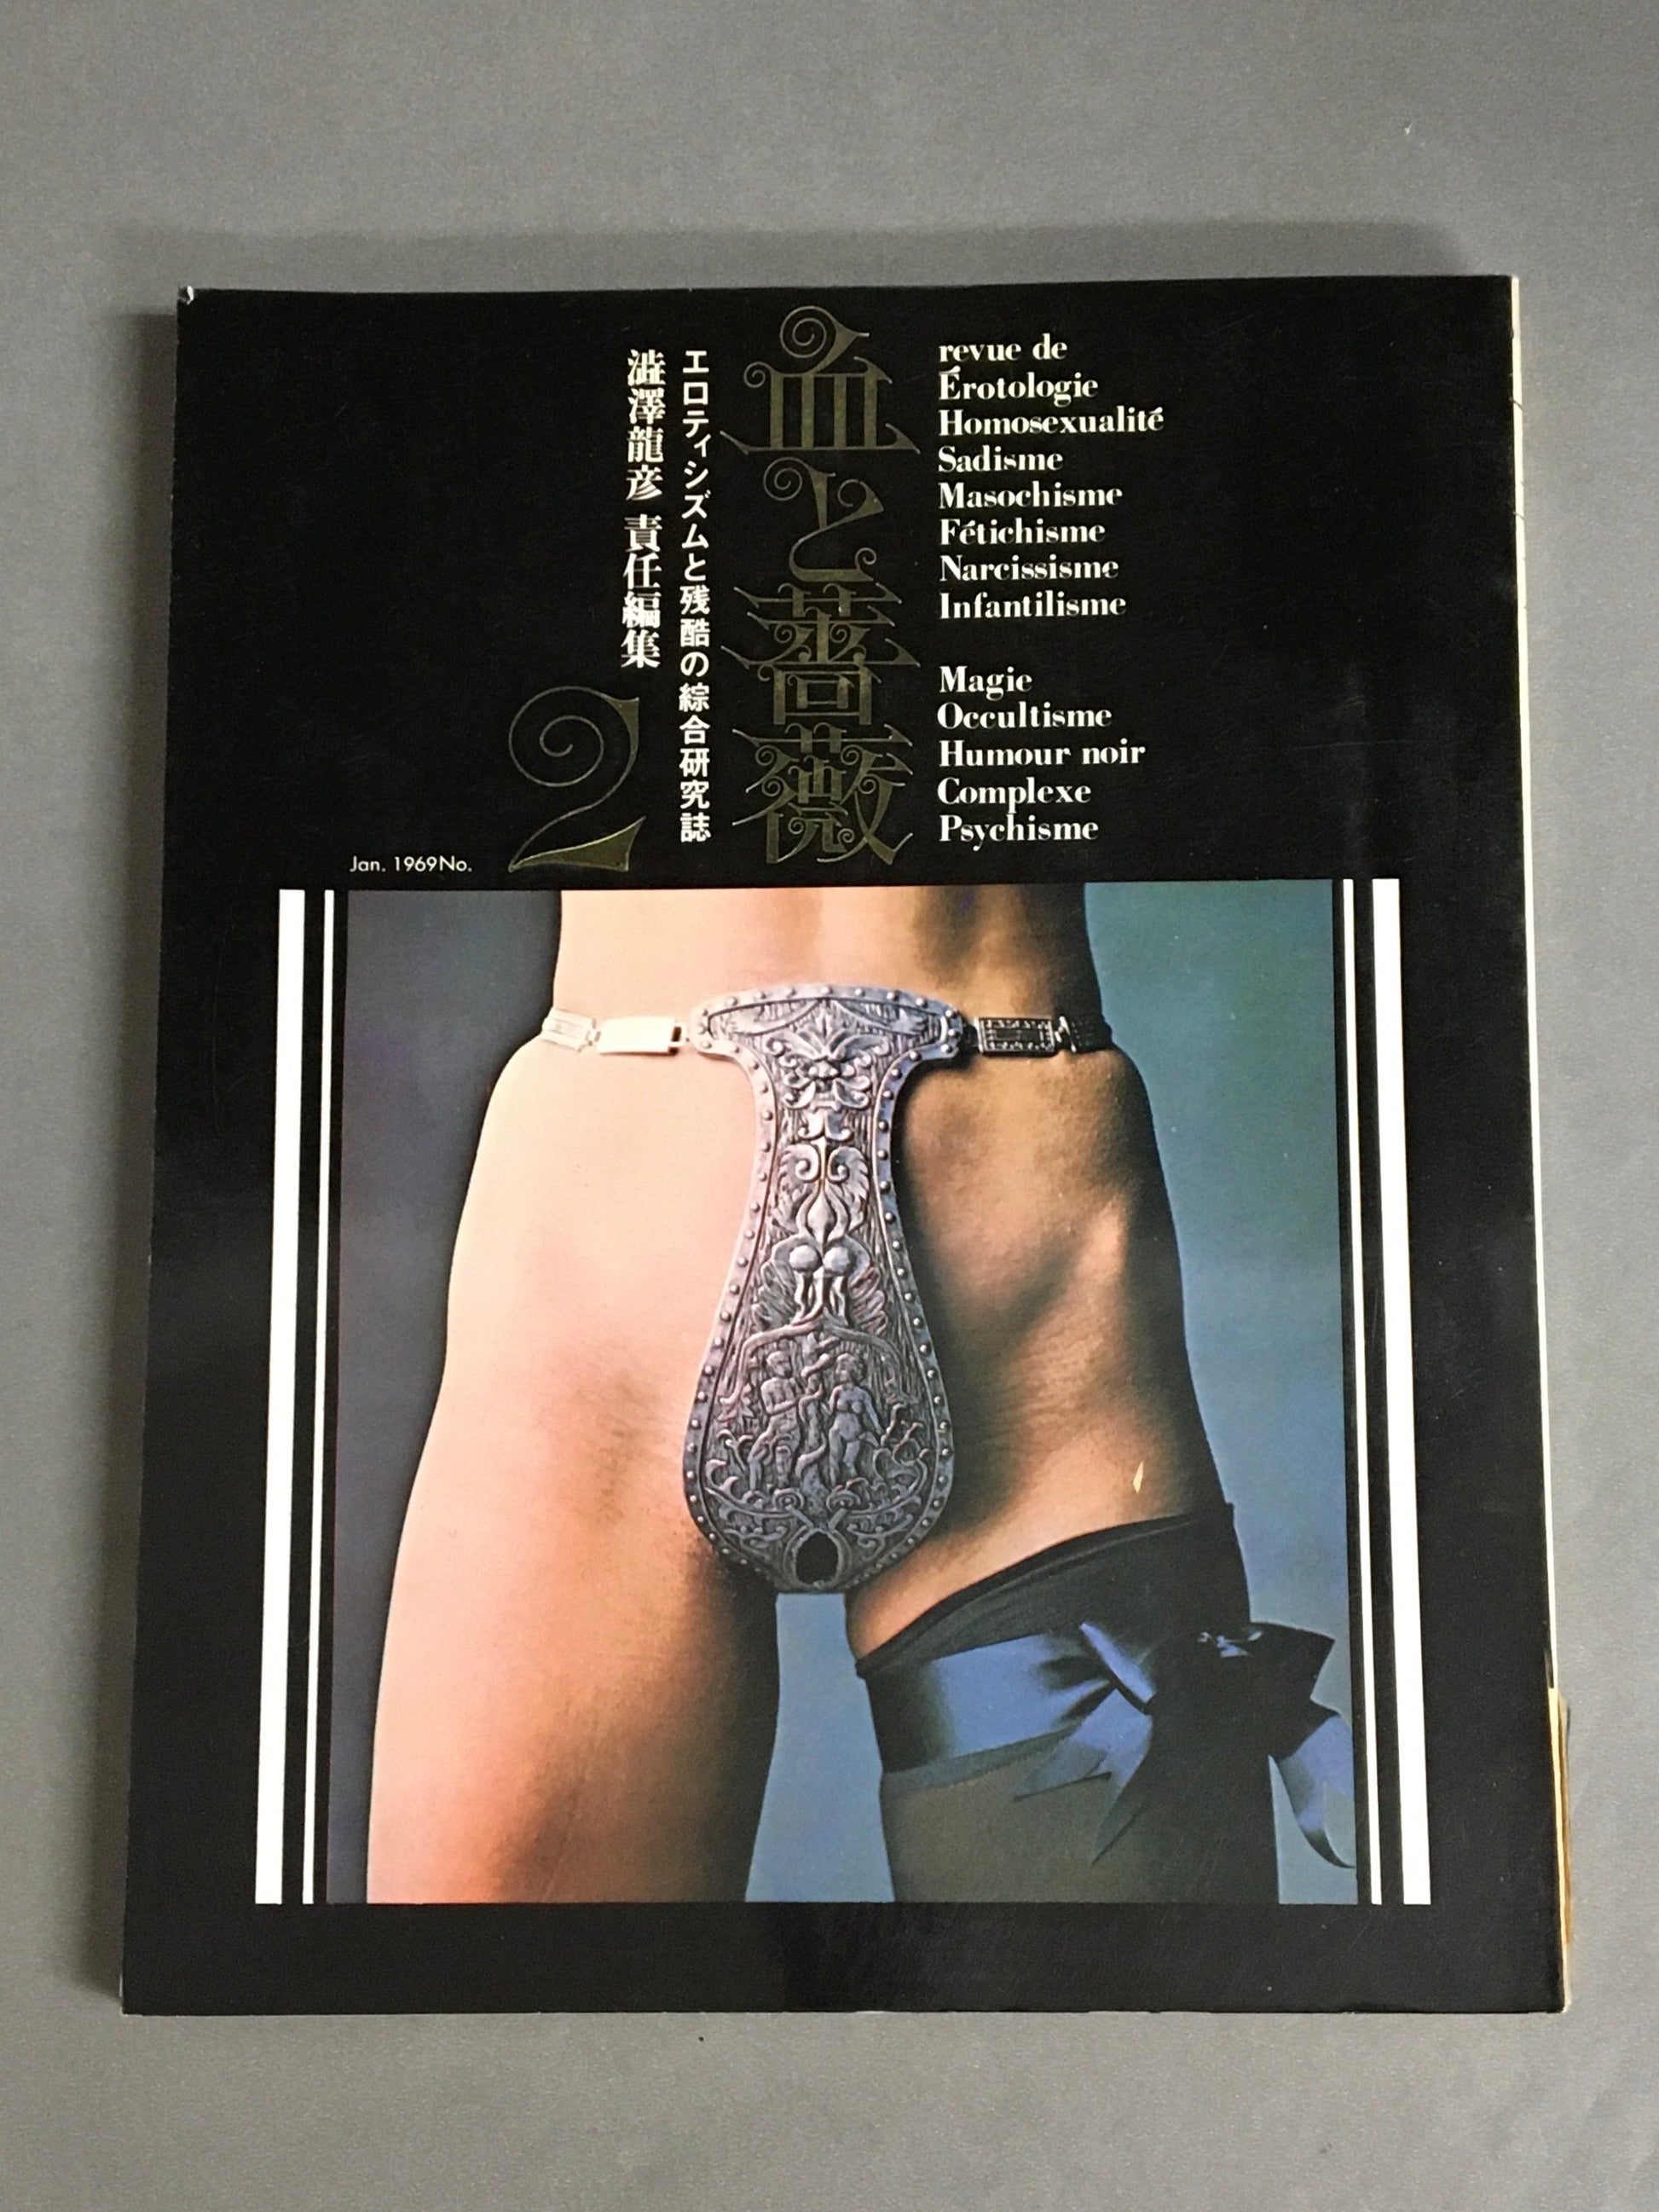 revue de
Érotologie
Homosexualité
Sadisme
Masochisme
Fétichisme
Narcissisme
Infantilisme
Magie
Occultisme
Humour noir
Complexe
Psychisme
血と薔薇
エロティシズムと残酷の綜合研究誌
澁澤龍彦 責任編集
Jan. 1969 No. 2